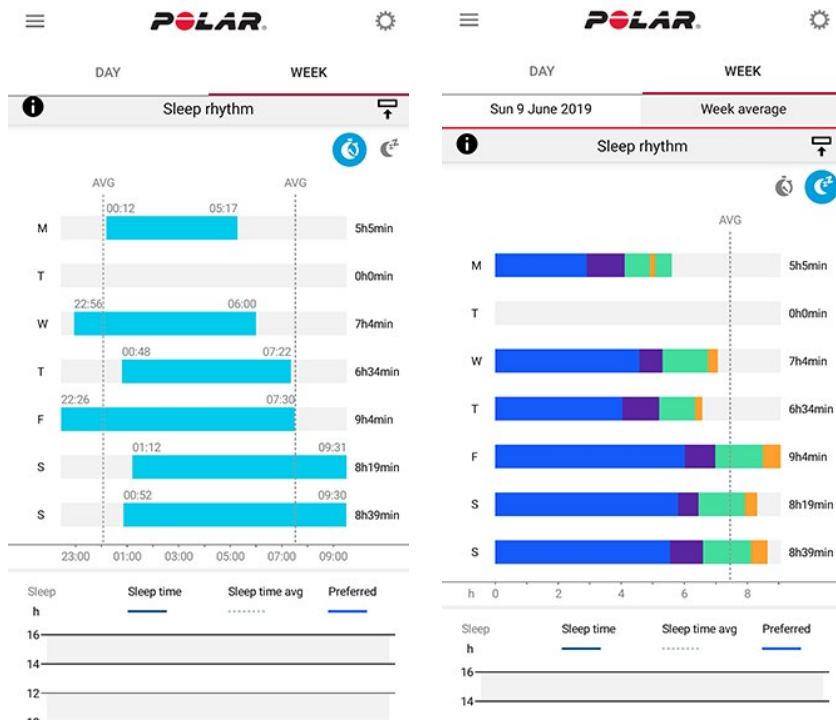 POLAR.
DAY WEEK
Sleep rhythm
AVG AVG
00:12 05:17
M 5h5min
T 0h0min
22:56 06:00
W 7h4min
00:48 07:22
T 6h34min
22:26 07:30
F 9h4min
01:12 09:31
S 8h19min
00:52 09:30
S 8h39min
23:00 01:00 03:00 05:00 07:00 09:00
Sleep Sleep time Sleep time avg Preferred
h
16
14
12
POLAR.
DAY WEEK
Sun 9 June 2019 Week average
Sleep rhythm
AVG
M 5h5min
T 0h0min
W 7h4min
T 6h34min
F 9h4min
S 8h19min
S 8h39min
h 0 2 4 6 8
Sleep Sleep time Sleep time avg Preferred
h
16
14